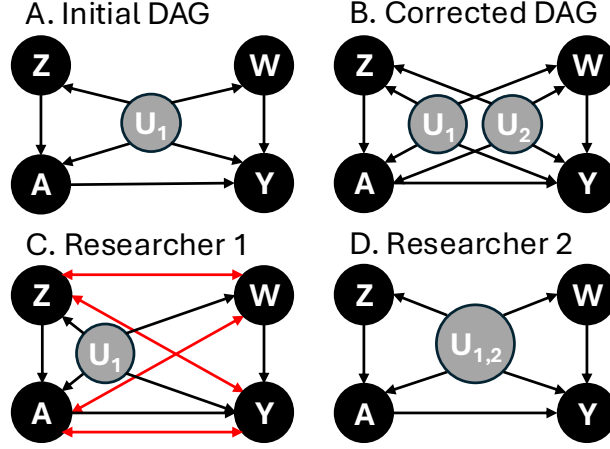 A. Initial DAG
Z
W
U₁
A
Y
B. Corrected DAG
Z
W
U₁
U₂
A
Y
C. Researcher 1
Z
W
U₁
A
Y
D. Researcher 2
Z
W
U₁,₂
A
Y